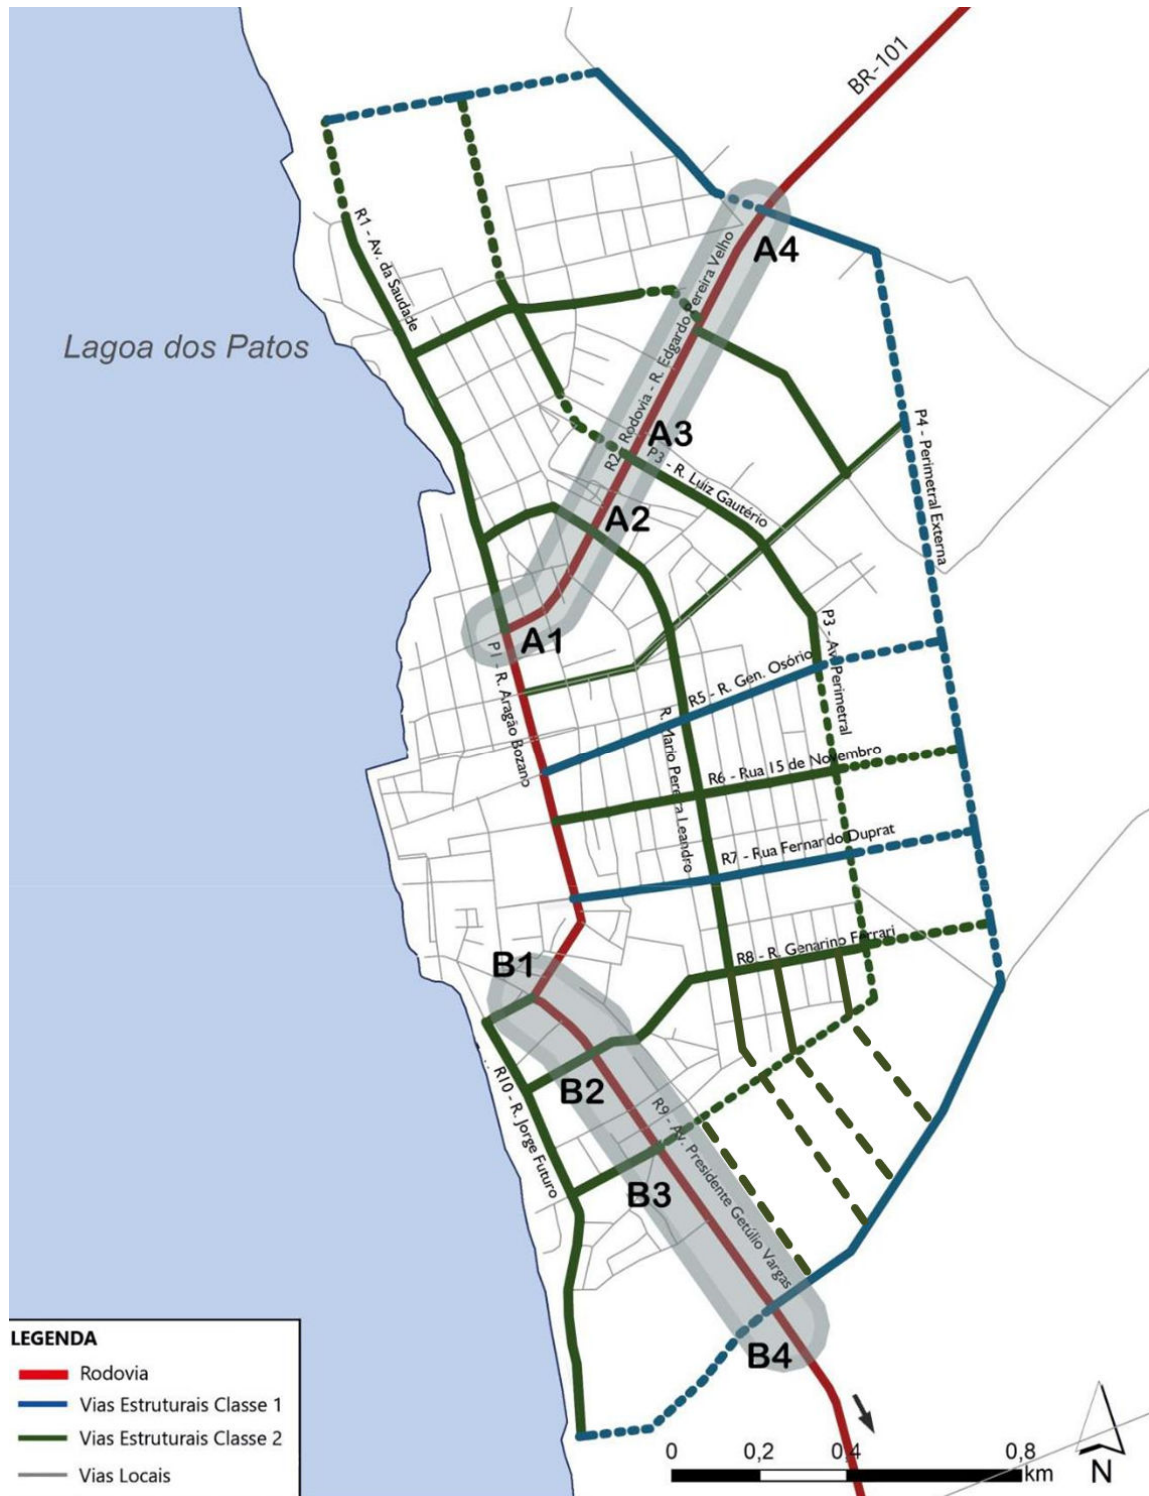 BR-101
A4
R1 - Av. da Saudade
R2 - Rodovia - R. Edgardo Pereira Velho
Lagoa dos Patos
A3
P3 - R. Luiz Gautério
P4 - Perimetral Externa
A2
A1
P1 - R. Aragão Bozano
P3 - Av. Perimetral
R5 - R. Gen. Osório
R. Mario Pereira Leandro
R6 - Rua 15 de Novembro
R7 - Rua Fernando Duprat
R8 - R. Genarino Ferrari
B1
B2
R10 - R. Jorge Futuro
R9 - Av. Presidente Getúlio Vargas
B3
B4
LEGENDA
Rodovia
Vias Estruturais Classe 1
Vias Estruturais Classe 2
Vias Locais
0 0,2 0,4 0,8
km
N